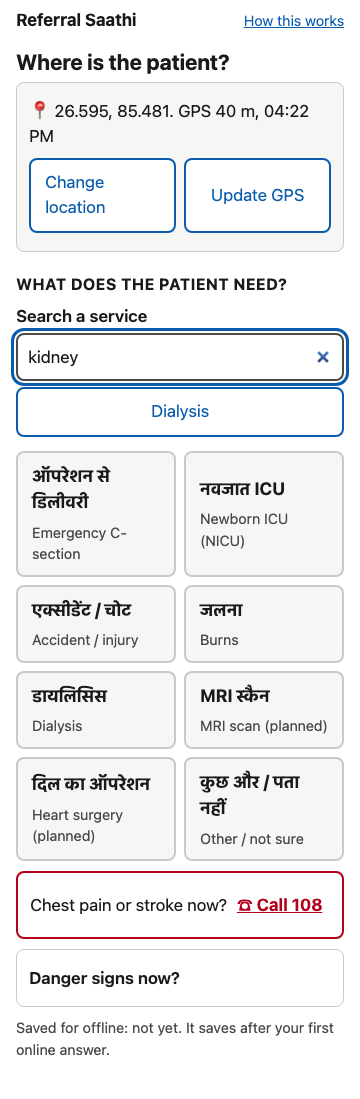 Referral Saathi
How this works
Where is the patient?
📍 26.595, 85.481. GPS 40 m, 04:22
PM
Change
location
Update GPS
WHAT DOES THE PATIENT NEED?
Search a service
kidney
×
Dialysis
ऑपरेशन से
डिलीवरी
Emergency C-
section
नवजात ICU
Newborn ICU
(NICU)
एक्सीडेंट / चोट
Accident / injury
जलना
Burns
डायलिसिस
Dialysis
MRI स्कैन
MRI scan (planned)
दिल का ऑपरेशन
Heart surgery
(planned)
कुछ और / पता
नहीं
Other / not sure
Chest pain or stroke now? ☎ Call 108
Danger signs now?
Saved for offline: not yet. It saves after your first
online answer.